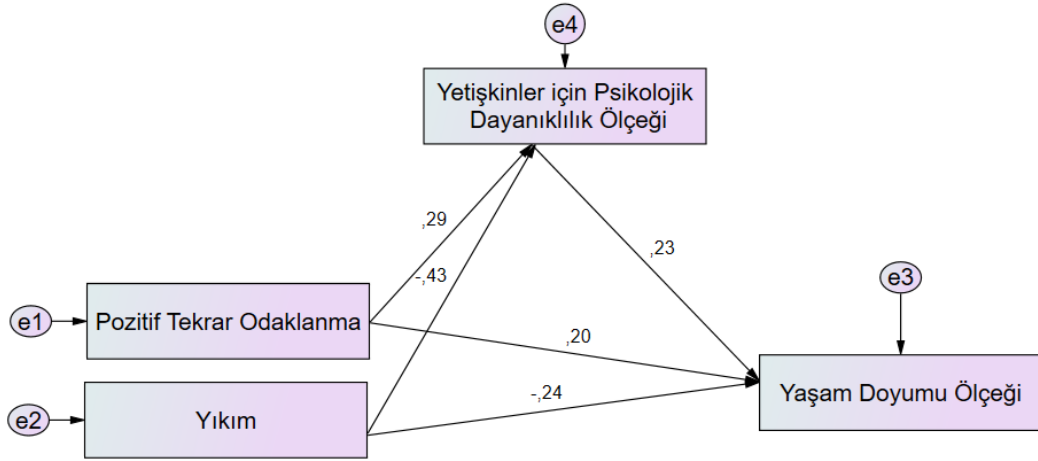 e4
Yetişkinler için Psikolojik
Dayanıklılık Ölçeği
,29
-,43
,23
e3
e1
Pozitif Tekrar Odaklanma
,20
Yaşam Doyumu Ölçeği
e2
Yıkım
-,24